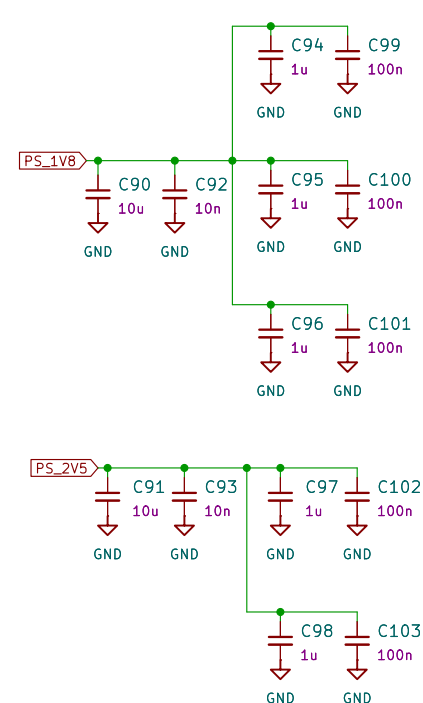 C94 C99
1u 100n
GND GND
PS_1V8
C90 C92 C95 C100
10u 10n 1u 100n
GND GND GND GND
C96 C101
1u 100n
GND GND
PS_2V5
C91 C93 C97 C102
10u 10n 1u 100n
GND GND GND GND
C98 C103
1u 100n
GND GND